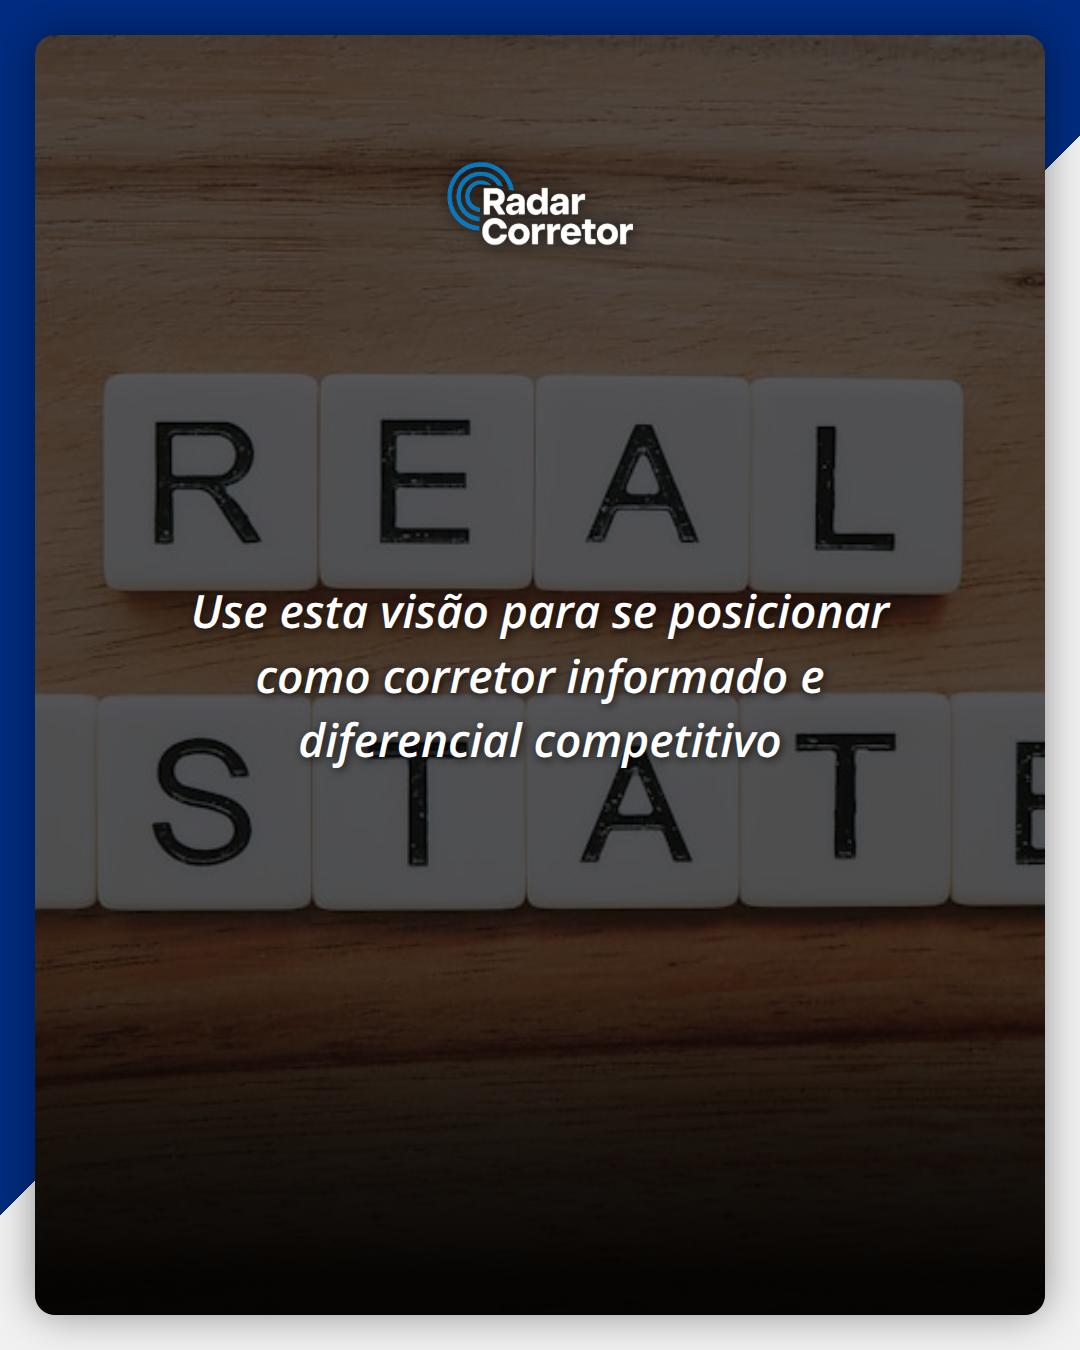 Radar
Corretor
REAL
Use esta visão para se posicionar
como corretor informado e
diferencial competitivo
STATE